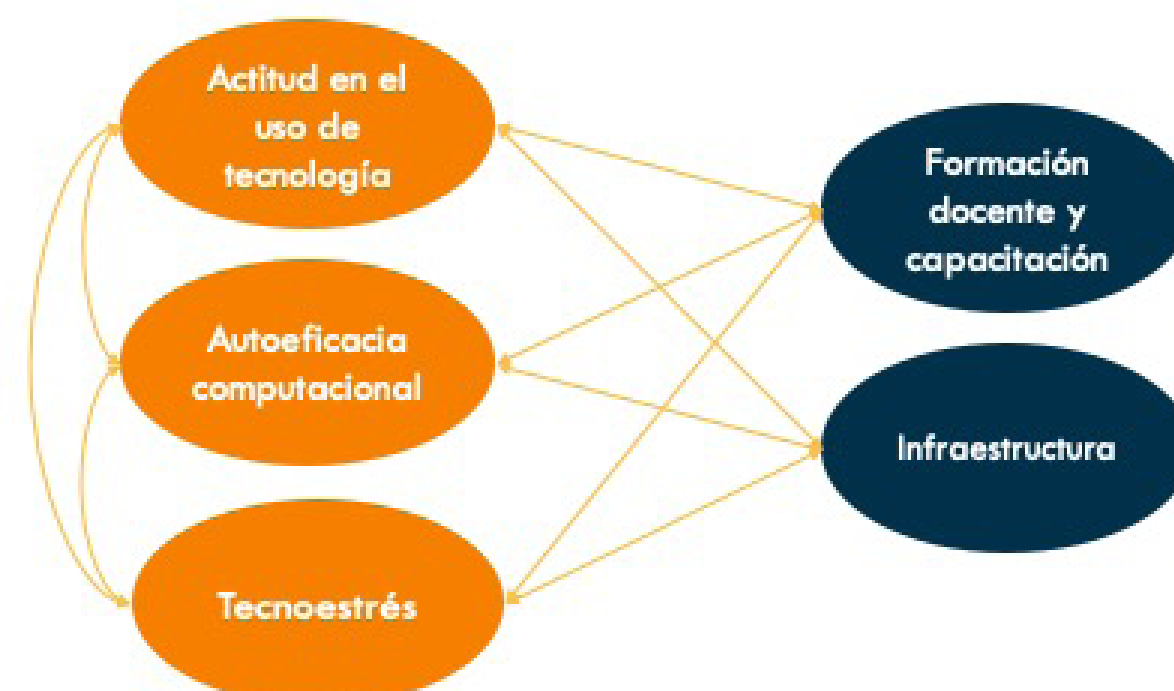 Actitud en el
uso de
tecnología
Autoeficacia
computacional
Tecnoestrés
Formación
docente y
capacitación
Infraestructura